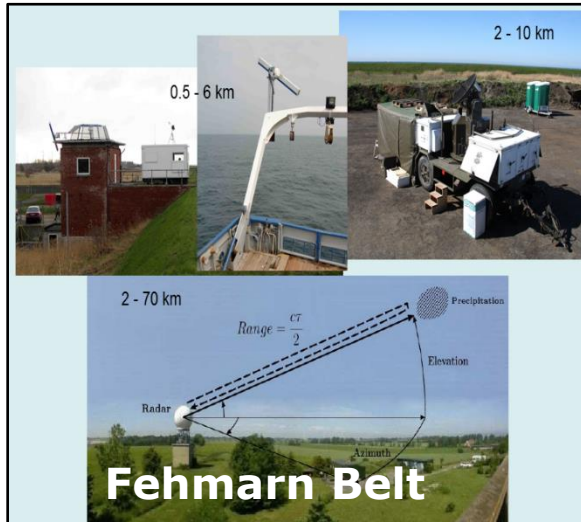 0.5 - 6 km
2 - 10 km
2 - 70 km
Range = cτ/2
Precipitation
Elevation
Radar
Azimuth
Fehmarn Belt